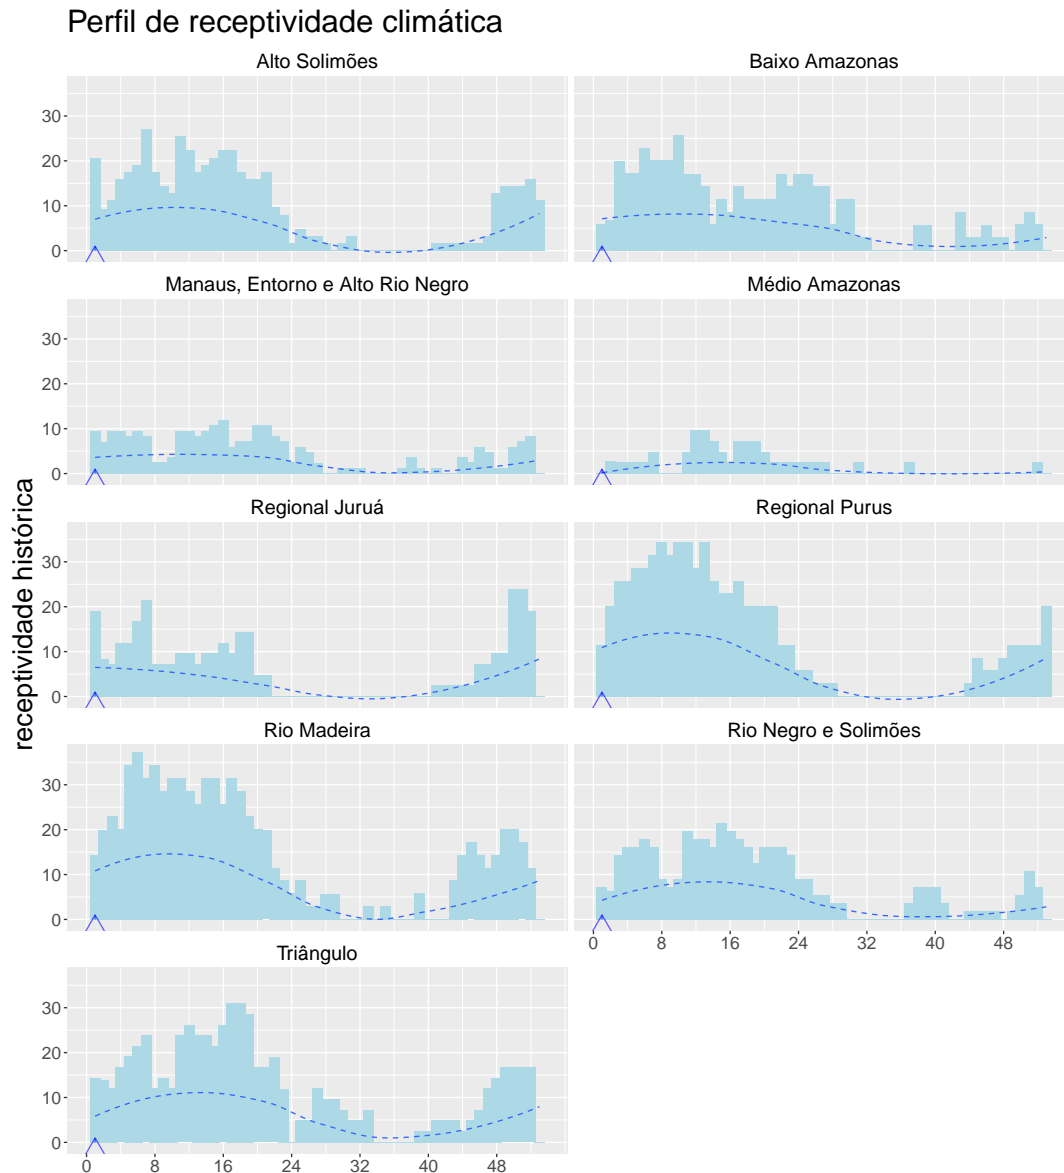 Perfil de receptividade climática
Alto Solimões
Baixo Amazonas
30
20
10
0
Manaus, Entorno e Alto Rio Negro
Médio Amazonas
30
20
10
0
Regional Juruá
Regional Purus
30
20
10
0
receptividade histórica
Rio Madeira
Rio Negro e Solimões
30
20
10
0
0 8 16 24 32 40 48
Triângulo
30
20
10
0
0 8 16 24 32 40 48